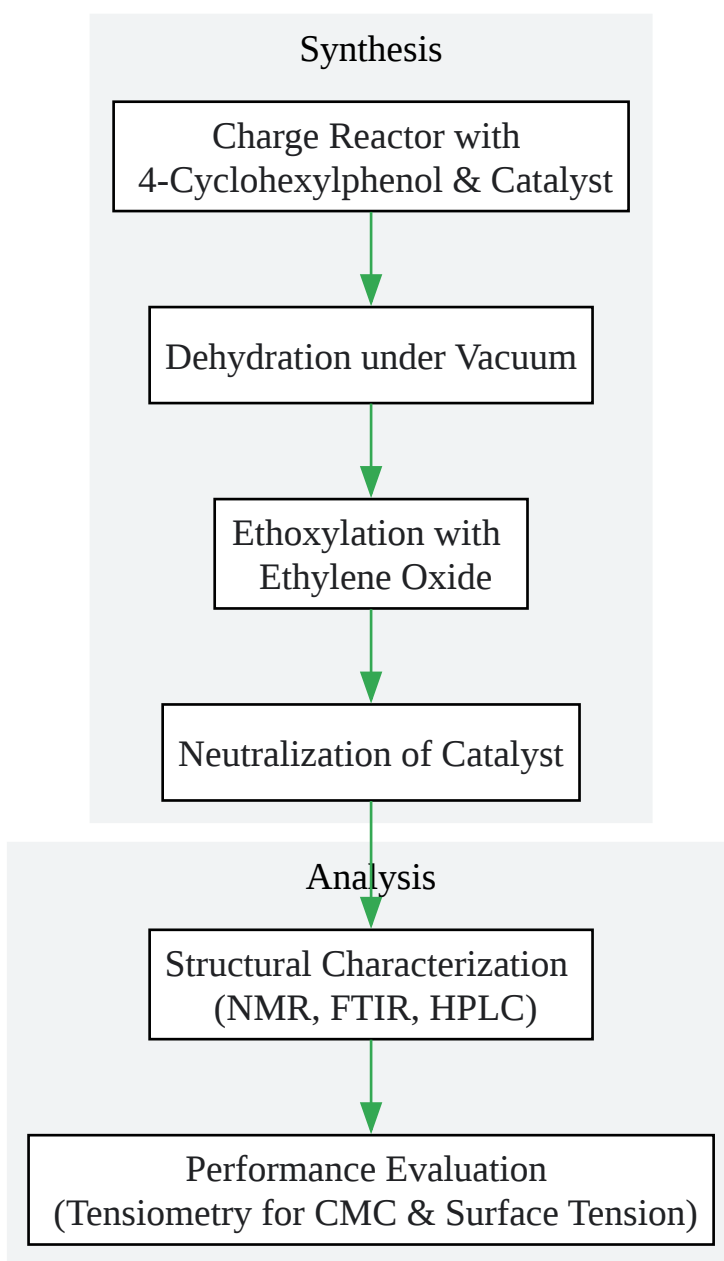 Synthesis
Charge Reactor with
4-Cyclohexylphenol & Catalyst
Dehydration under Vacuum
Ethoxylation with
Ethylene Oxide
Neutralization of Catalyst
Analysis
Structural Characterization
(NMR, FTIR, HPLC)
Performance Evaluation
(Tensiometry for CMC & Surface Tension)